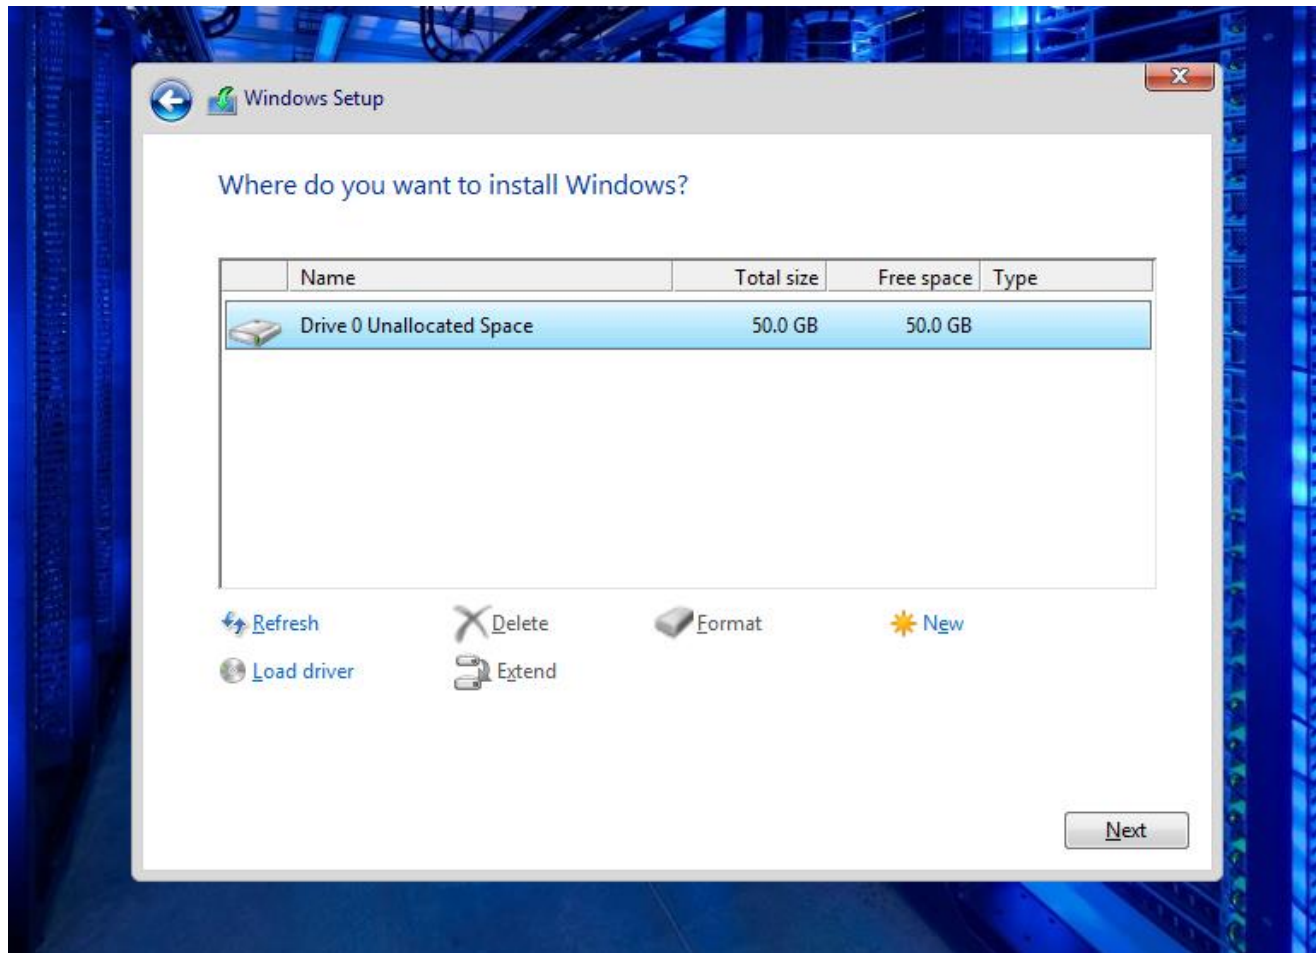 Windows Setup
X
Where do you want to install Windows?
Name Total size Free space Type
Drive 0 Unallocated Space 50.0 GB 50.0 GB
Refresh Delete Format New
Load driver Extend
Next